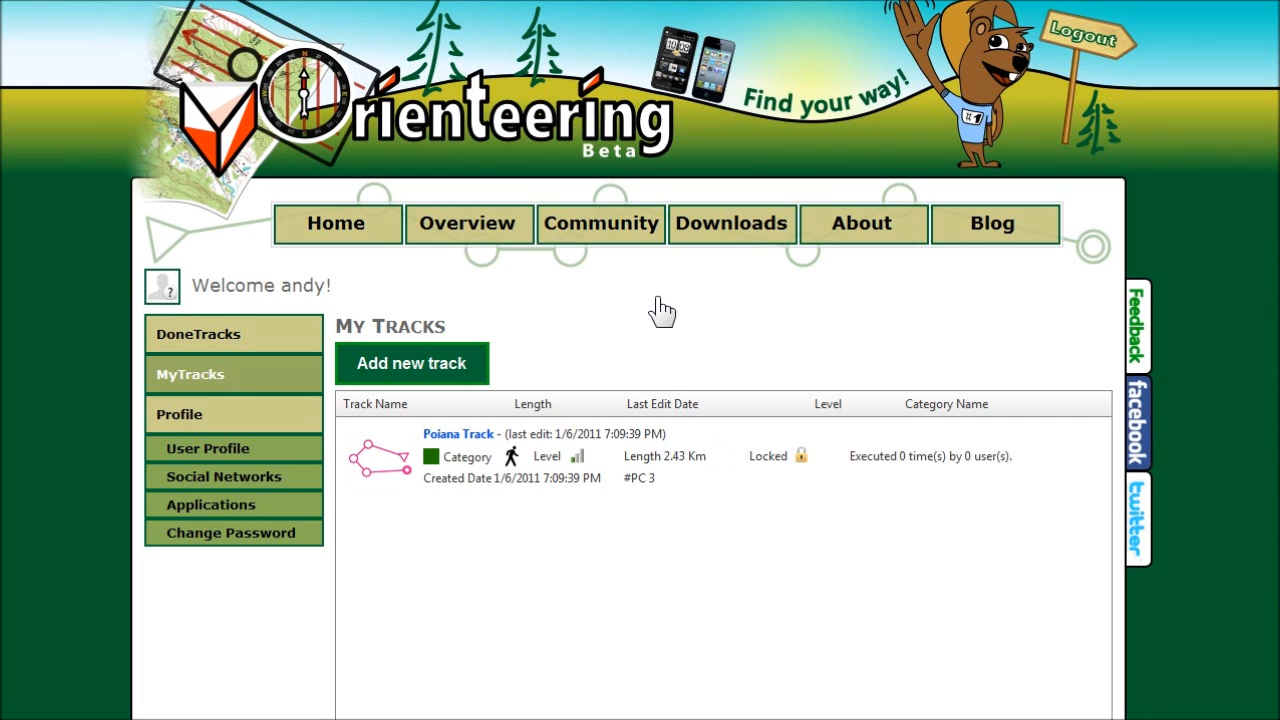 Logout
Find your way!
#1
Orienteering
Beta
Home Overview Community Downloads About Blog
Welcome andy!
Feedback
facebook
twitter
DoneTracks
MyTracks
Profile
User Profile
Social Networks
Applications
Change Password
My Tracks
Add new track
Track Name Length Last Edit Date Level Category Name
Poiana Track - (last edit: 1/6/2011 7:09:39 PM)
Category Level Length 2.43 Km Locked Executed 0 time(s) by 0 user(s).
Created Date 1/6/2011 7:09:39 PM #PC 3